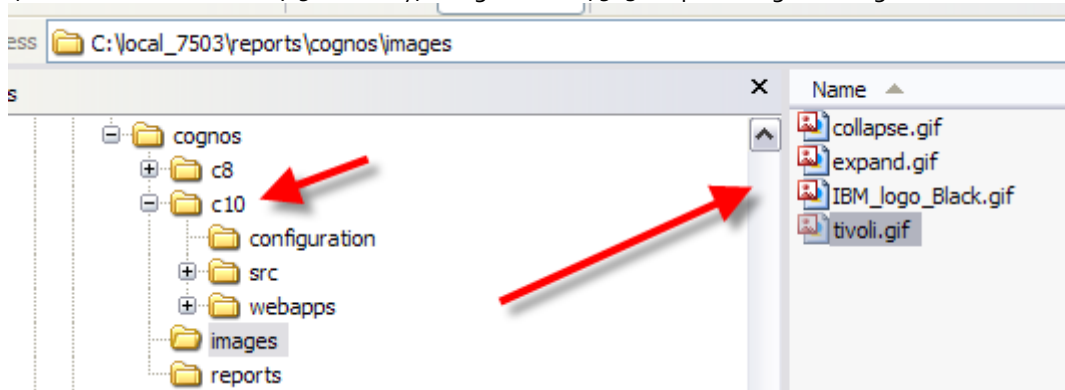 ess C:\local_7503\reports\cognos\images
s x Name
cognos
c8
c10
configuration
src
webapps
images
reports
collapse.gif
expand.gif
IBM_logo_Black.gif
tivoli.gif